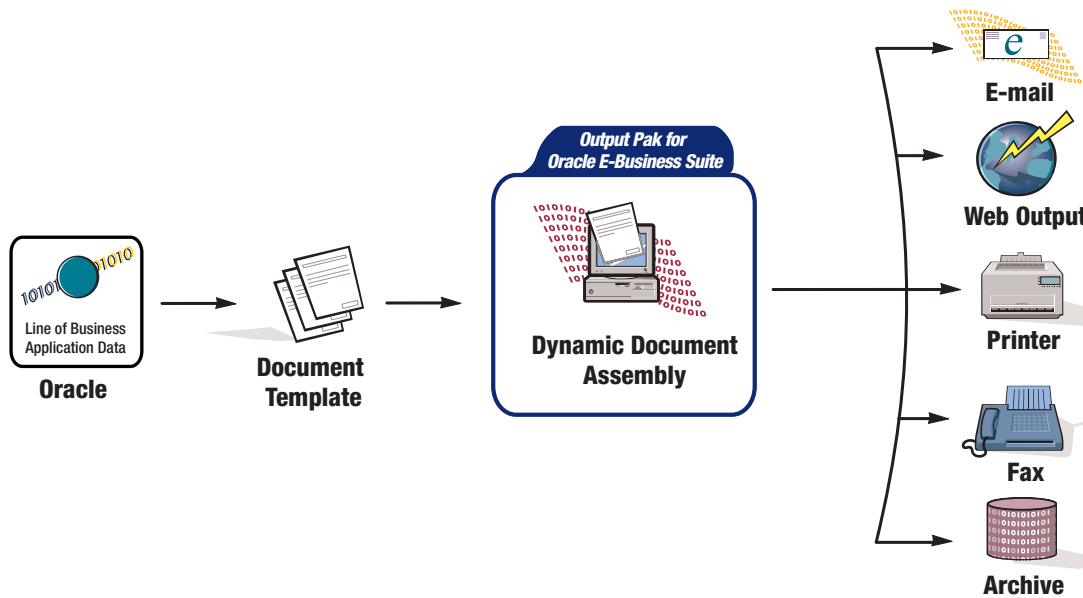 Output Pak for
Oracle E-Business Suite
10101
01010
Line of Business
Application Data
Oracle
Document
Template
Dynamic Document
Assembly
e
E-mail
Web Output
Printer
Fax
Archive